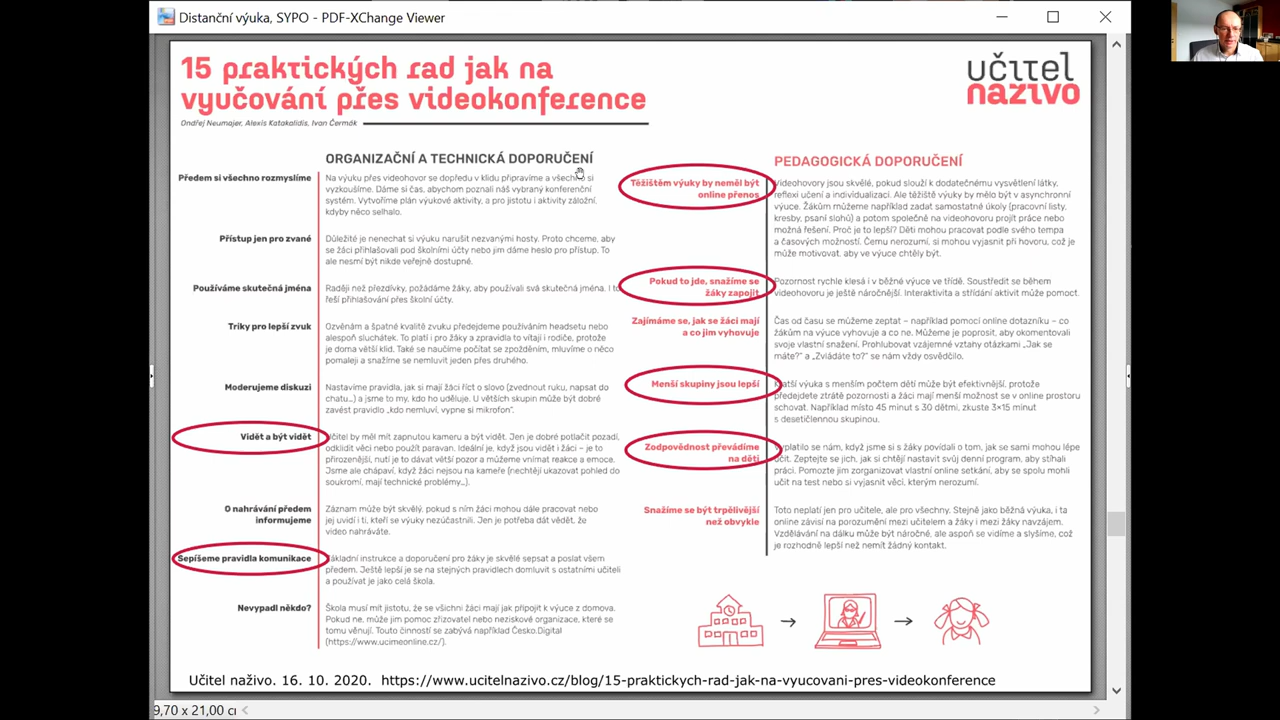 Distanční výuka, SYPO - PDF-XChange Viewer
15 praktických rad jak na
vyučování přes videokonference
Ondřej Neumajer, Alexis Katakalidis, Ivan Čermák
učitel
naživo
ORGANIZAČNÍ A TECHNICKÁ DOPORUČENÍ
Předem si všechno rozmyslíme
Na výuku přes videohovor se dopředu v klidu připravíme a všechno si
vyzkoušíme. Dáme si čas, abychom poznali náš vybraný konferenční
systém. Vytvoříme plán výukové aktivity, a pro jistotu i aktivity záložní,
kdyby něco selhalo.
Přístup jen pro zvané
Důležité je nenechat si výuku narušit nezvanými hosty. Proto chceme, aby
se žáci přihlašovali pod školními účty nebo jim dáme heslo pro přístup. To
ale nesmí být nikde veřejně dostupné.
Používáme skutečná jména
Raději než přezdívky, požádáme žáky, aby používali svá skutečná jména. I to
řeší přihlašování přes školní účty.
Triky pro lepší zvuk
Ozvěnám a špatné kvalitě zvuku předejdeme používáním headsetu nebo
alespoň sluchátek. To platí i pro žáky a zpravidla to vítají i rodiče, protože
je doma větší klid. Také se naučíme počítat se zpožděním, mluvíme o něco
pomaleji a snažíme se nemluvit jeden přes druhého.
Moderujeme diskuzi
Nastavíme pravidla, jak si mají žáci říct o slovo (zvednout ruku, napsat do
chatu...) a jsme to my, kdo ho uděluje. U větších skupin může být dobré
zavést pravidlo „kdo nemluví, vypne si mikrofon“.
Vidět a být vidět
Učitel by měl mít zapnutou kameru a být vidět. Jen je dobré potlačit pozadí,
odklidit věci nebo použít paravan. Ideální je, když jsou vidět i žáci – je to
přirozenější, nutí je to dávat větší pozor a můžeme vnímat reakce a emoce.
Jsme ale chápaví, když žáci nejsou na kameře (nechtějí ukazovat pohled do
soukromí, mají technické problémy...).
O nahrávání předem
informujeme
Záznam může být skvělý, pokud s ním žáci mohou dále pracovat nebo
jej uvidí i ti, kteří se výuky nezúčastnili. Jen je potřeba dát vědět, že
video nahráváte.
Sepíšeme pravidla komunikace
Základní instrukce a doporučení pro žáky je skvělé sepsat a poslat všem
předem. Ještě lepší je se na stejných pravidlech domluvit s ostatními učiteli
a používat je jako celá škola.
Nevypadl někdo?
Škola musí mít jistotu, že se všichni žáci mají jak připojit k výuce z domova.
Pokud ne, může jim pomoc zřizovatel nebo neziskové organizace, které se
tomu věnují. Touto činností se zabývá například Česko.Digital
(https://www.ucimeonline.cz/).
PEDAGOGICKÁ DOPORUČENÍ
Těžištěm výuky by neměl být
online přenos
Videohovory jsou skvělé, pokud slouží k dodatečnému vysvětlení látky,
reflexi učení a individualizaci. Ale těžiště výuky by mělo být v asynchronní
výuce. Žákům můžeme například zadat samostatné úkoly (pracovní listy,
kresby, psaní slohů) a potom společně na videohovoru projít práce nebo
možná řešení. Proč je to lepší? Děti mohou pracovat podle svého tempa
a časových možností. Čemu nerozumí, si mohou vyjasnit při hovoru, což je
může motivovat, aby ve výuce chtěly být.
Pokud to jde, snažíme se
žáky zapojit
Pozornost rychle klesá i v běžné výuce ve třídě. Soustředit se během
videohovoru je ještě náročnější. Interaktivita a střídání aktivit může pomoct.
Zajímáme se, jak se žáci mají
a co jim vyhovuje
Čas od času se můžeme zeptat – například pomocí online dotazníku – co
žákům na výuce vyhovuje a co ne. Můžeme je poprosit, aby okomentovali
svoje vlastní snažení. Prohlubovat vzájemné vztahy otázkami „Jak se
máte?“ a „Zvládáte to?“ se nám vždy osvědčilo.
Menší skupiny jsou lepší
Kratší výuka s menším počtem dětí může být efektivnější, protože
předejdete ztrátě pozornosti a žáci mají menší možnost se v online prostoru
schovat. Například místo 45 minut s 30 dětmi, zkuste 3×15 minut
s desetičlennou skupinou.
Zodpovědnost převádíme
na děti
Vyplatilo se nám, když jsme si s žáky povídali o tom, jak se sami mohou lépe
učit. Zeptejte se jich, jak si chtějí nastavit svůj denní program, aby stíhali
práci. Pomozte jim zorganizovat vlastní online setkání, aby se spolu mohli
učit na test nebo si vyjasnit věci, kterým nerozumí.
Snažíme se být trpělivější
než obvykle
Toto neplatí jen pro učitele, ale pro všechny. Stejně jako běžná výuka, i ta
online závisí na porozumění mezi učitelem a žáky i mezi žáky navzájem.
Vzdělávání na dálku může být náročné, ale aspoň se vidíme a slyšíme, což
je rozhodně lepší než nemít žádný kontakt.
Učitel naživo. 16. 10. 2020. https://www.ucitelnazivo.cz/blog/15-praktickych-rad-jak-na-vyucovani-pres-videokonference
9,70 x 21,00 cı